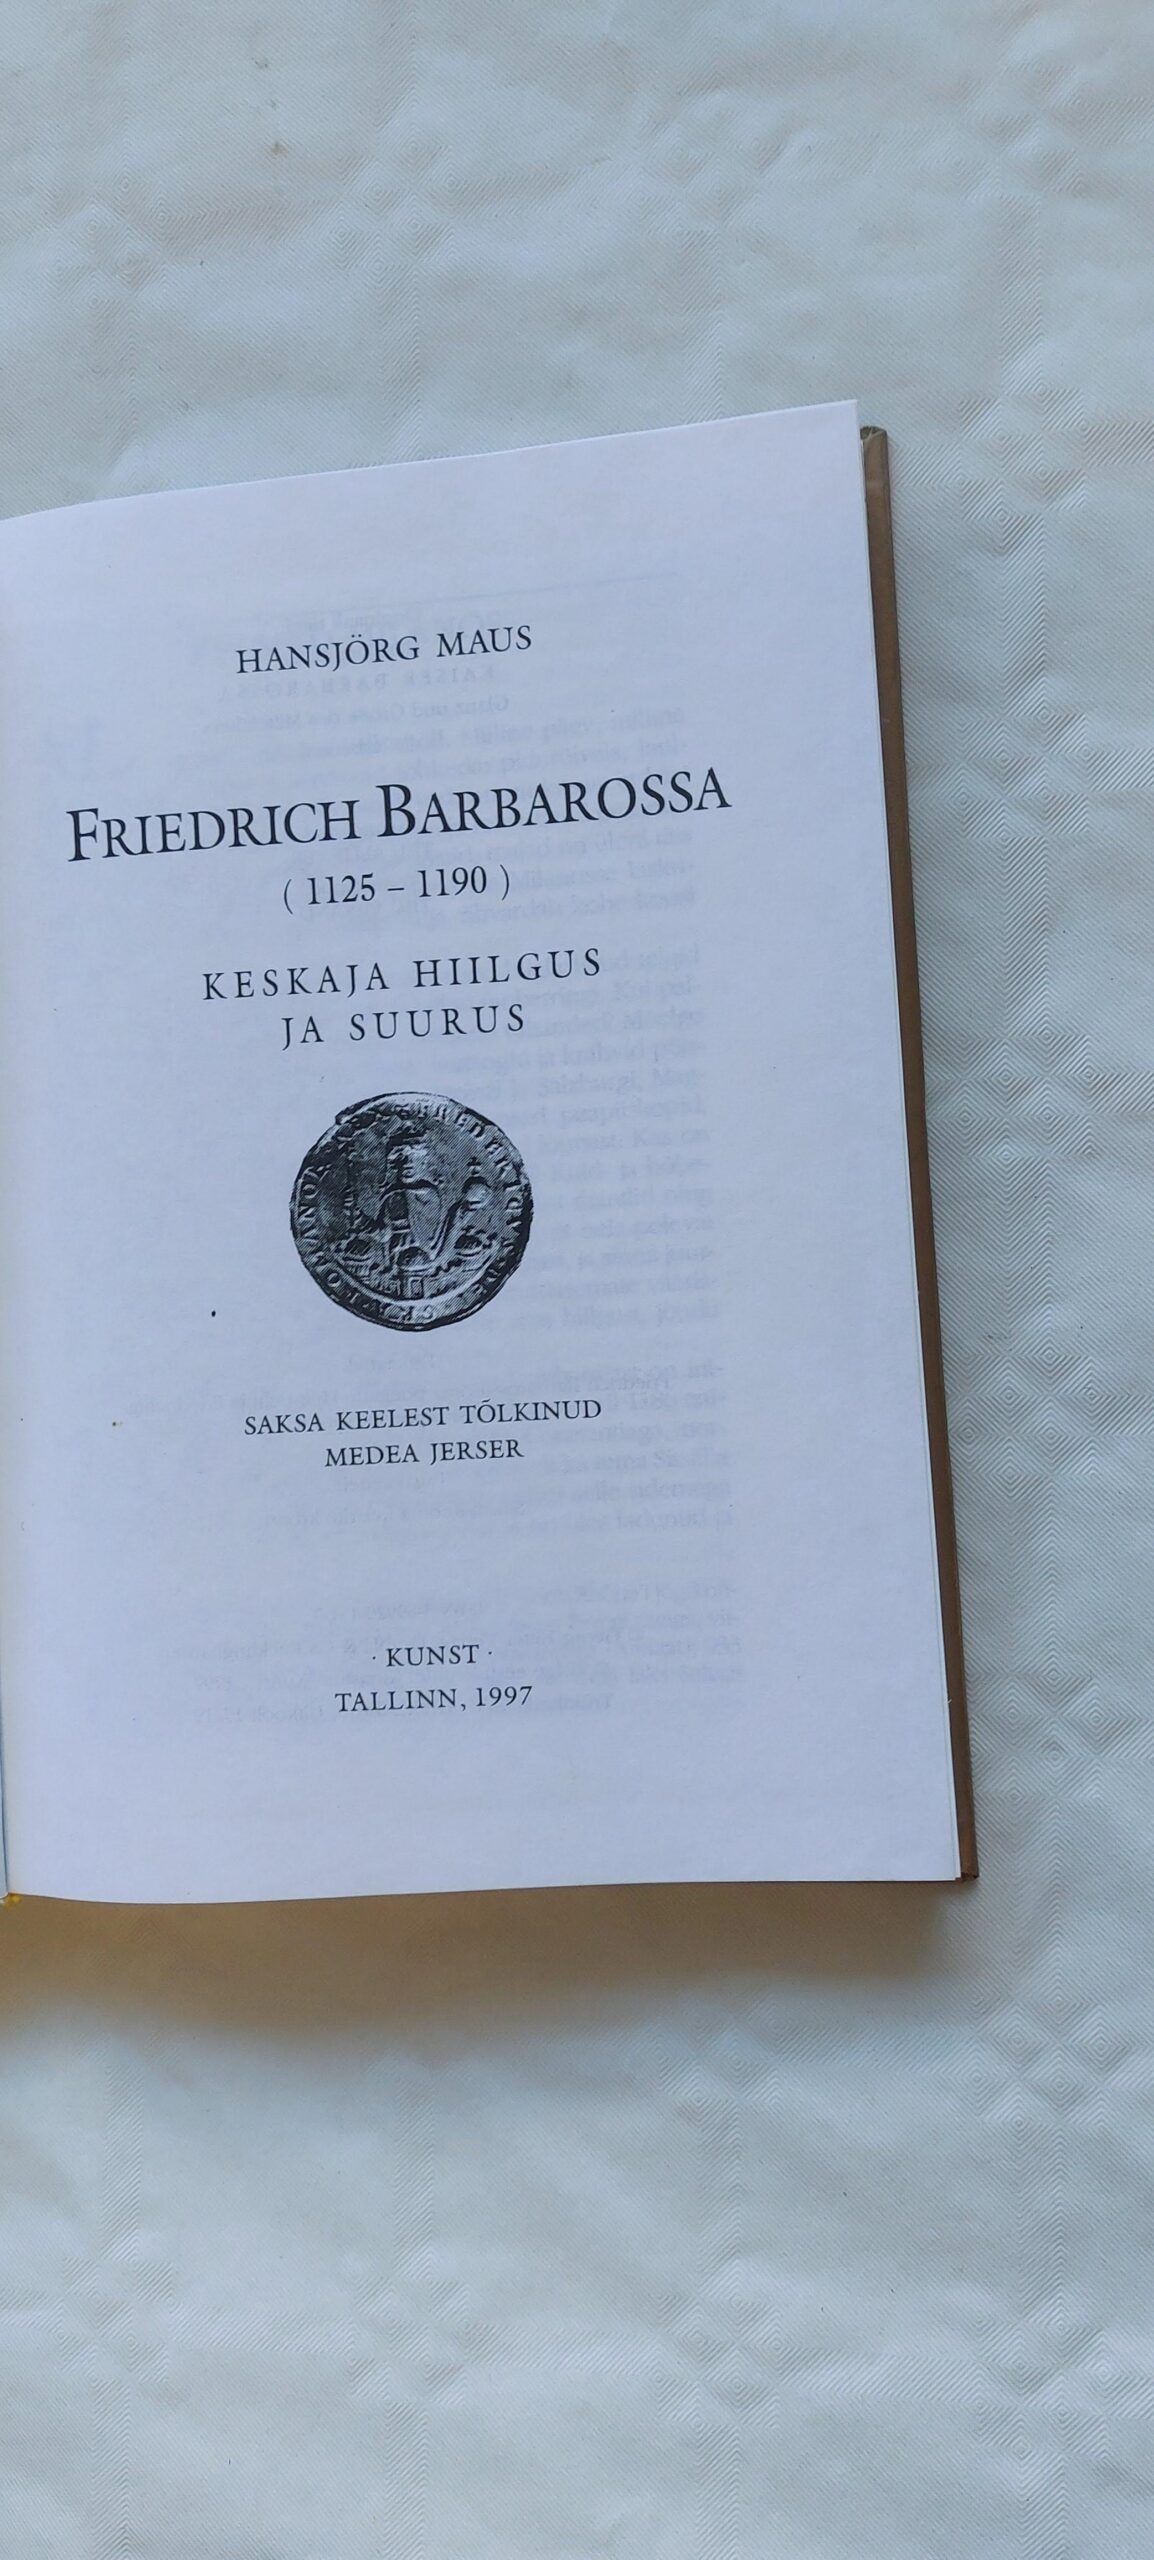 HANSJÖRG MAUS
FRIEDRICH BARBAROSSA
( 1125 – 1190 )
KESKAJA HIILGUS
JA SUURUS
SAKSA KEELEST TÕLKINUD
MEDEA JERSER
· KUNST ·
TALLINN, 1997